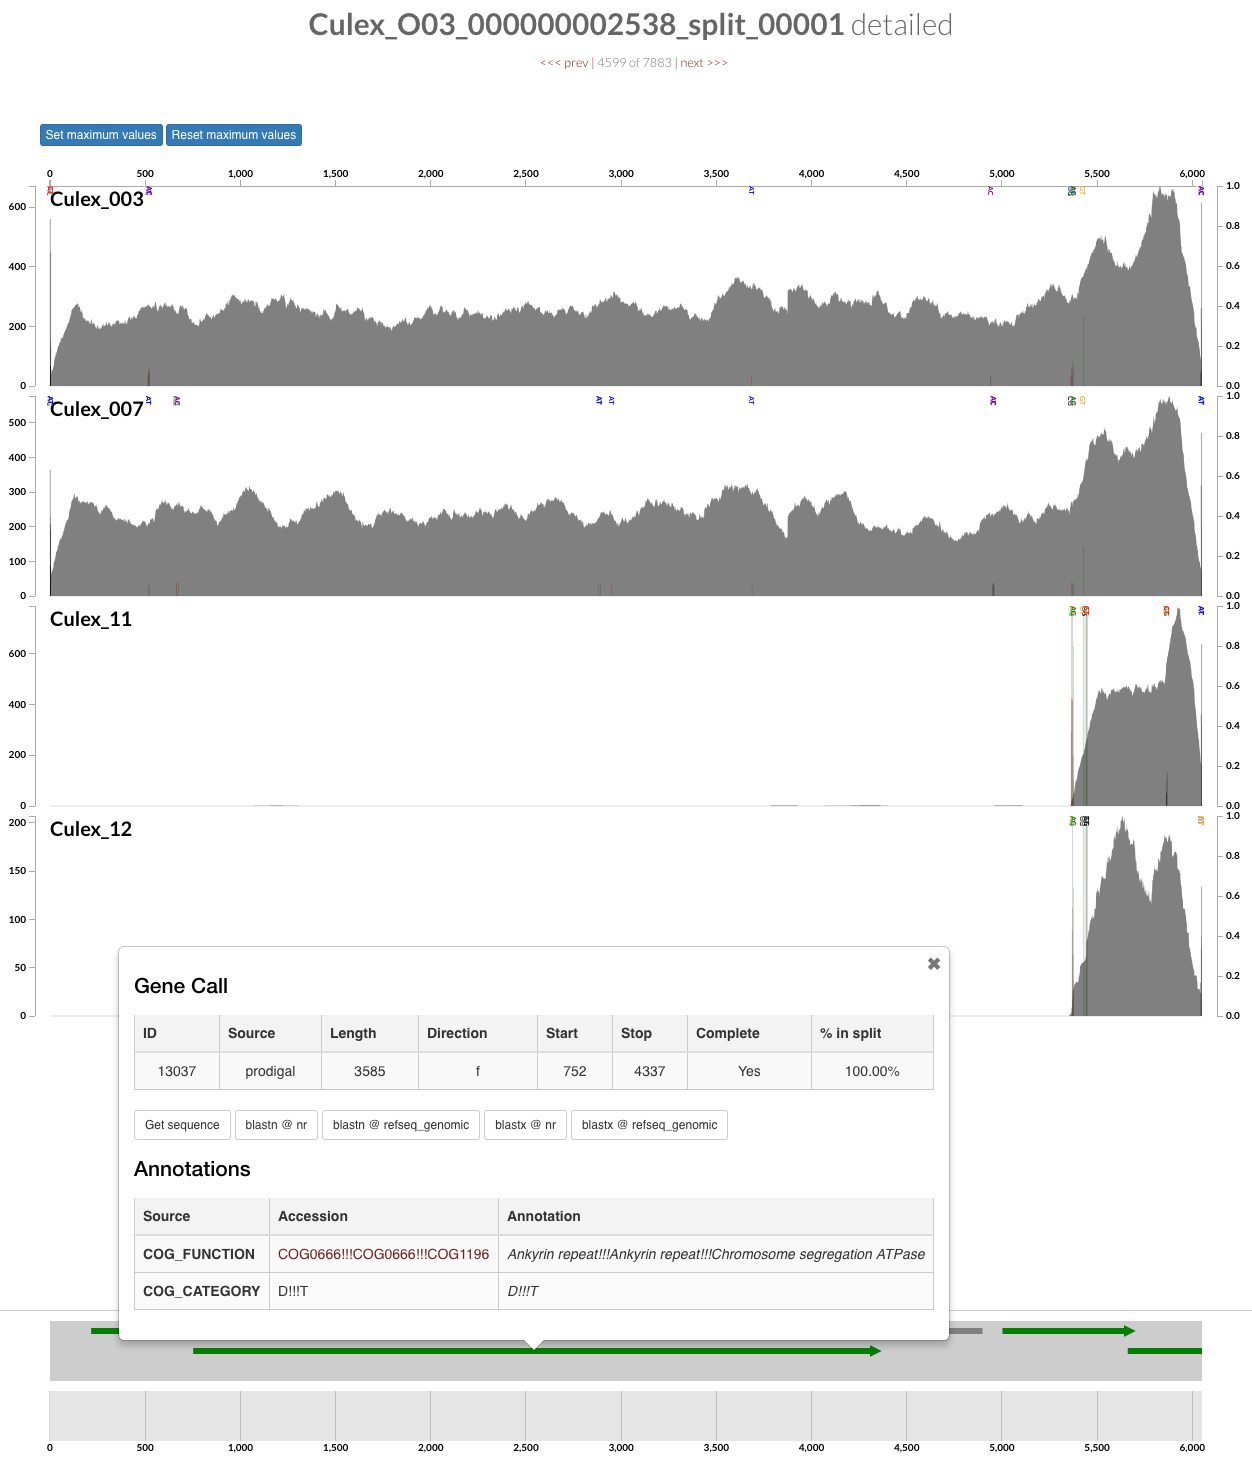 Culex_O03_000000002538_split_00001 detailed
<<< prev | 4599 of 7883 | next >>>
Set maximum values Reset maximum values
0 500 1,000 1,500 2,000 2,500 3,000 3,500 4,000 4,500 5,000 5,500 6,000
Culex_003
AT AC GT
600
400
200
0
1.0
0.8
0.6
0.4
0.2
0.0
Culex_007
AT AT AT AT GT AT
500
400
300
200
100
0
1.0
0.8
0.6
0.4
0.2
0.0
Culex_11
600
400
200
0
1.0
0.8
0.6
0.4
0.2
0.0
Culex_12
200
150
100
50
0
1.0
0.8
0.6
0.4
0.2
0.0
Gene Call
ID Source Length Direction Start Stop Complete % in split
13037 prodigal 3585 f 752 4337 Yes 100.00%
Get sequence blastn @ nr blastn @ refseq_genomic blastx @ nr blastx @ refseq_genomic
Annotations
Source Accession Annotation
COG_FUNCTION COG0666!!!COG0666!!!COG1196 Ankyrin repeat!!!Ankyrin repeat!!!Chromosome segregation ATPase
COG_CATEGORY D!!!T D!!!T
0 500 1,000 1,500 2,000 2,500 3,000 3,500 4,000 4,500 5,000 5,500 6,000